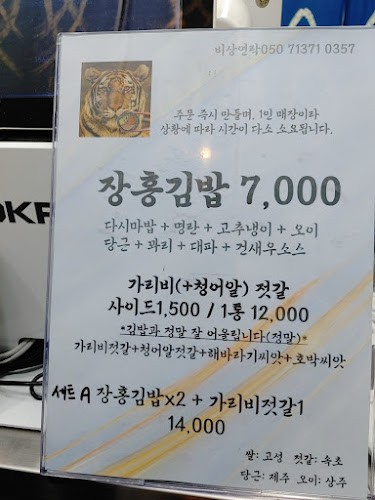 비상연락050 71371 0357
주문 즉시 만들며, 1인 매장이라
상황에 따라 시간이 다소 소요됩니다.
장흥김밥 7,000
다시마밥 + 명란 + 고추냉이 + 오이
당근 + 꽈리 + 대파 + 건새우소스
가리비(+청어알) 젓갈
사이드1,500 / 1통 12,000
*김밥과 정말 잘 어울립니다(정말)*
가리비젓갈+청어알젓갈+해바라기씨앗+호박씨앗
세트A 장흥김밥x2 + 가리비젓갈1
14,000
쌀: 고성 젓갈: 속초
당근: 제주 오이: 상주